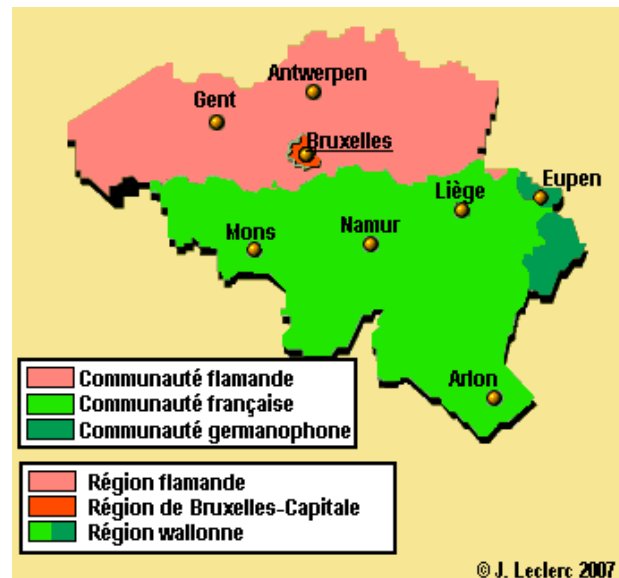 Antwerpen
Gent
Bruxelles
Eupen
Liège
Mons
Namur
Arlon
Communauté flamande
Communauté française
Communauté germanophone
Région flamande
Région de Bruxelles-Capitale
Région wallonne
© J. Leclerc 2007